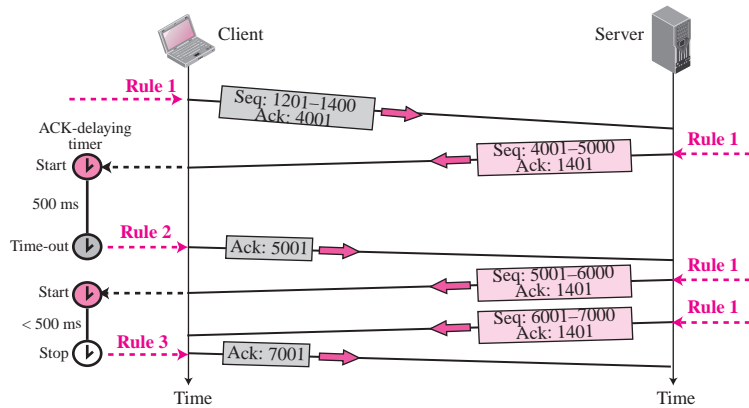 Client
Server
Rule 1
Seq: 1201–1400
Ack: 4001
ACK-delaying
timer
Start
Seq: 4001–5000
Ack: 1401
Rule 1
500 ms
Time-out
Rule 2
Ack: 5001
Seq: 5001–6000
Ack: 1401
Rule 1
Start
< 500 ms
Seq: 6001–7000
Ack: 1401
Rule 1
Stop
Rule 3
Ack: 7001
Time
Time